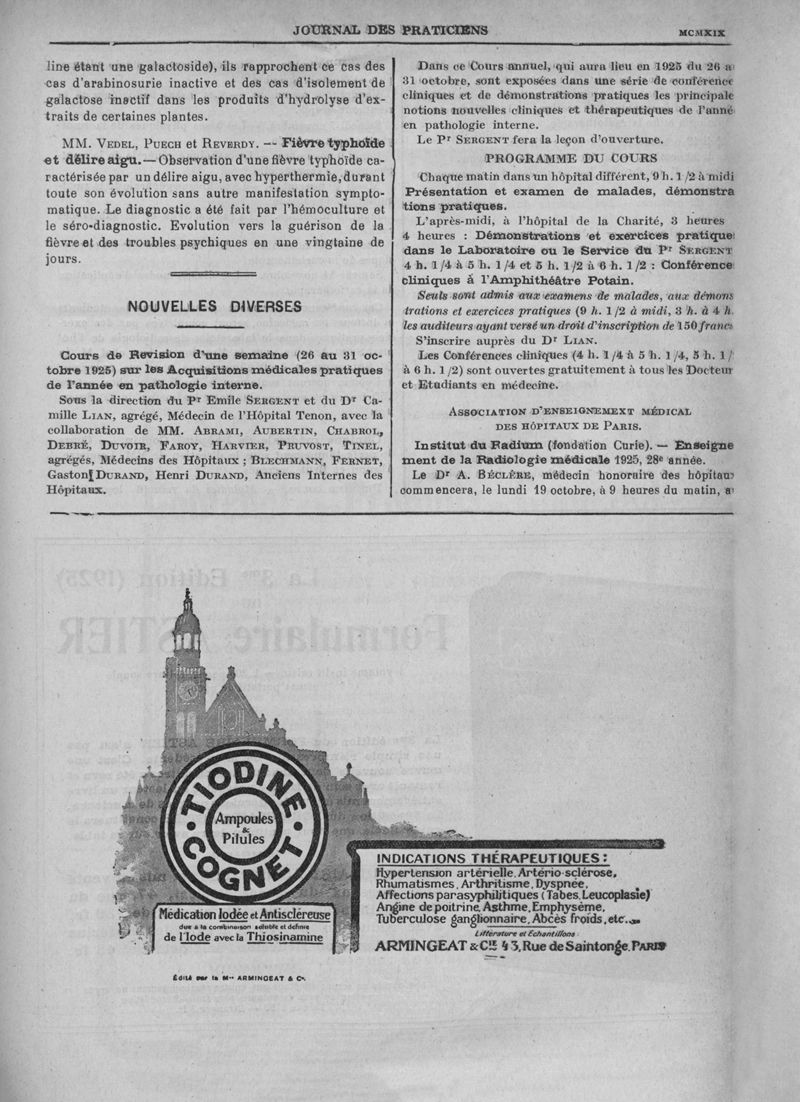 JOURNAL DES PRATICIENS
MCMXIX
line étant une galactoside), ils rapprochent ce cas des
cas d'arabinosurie inactive et des cas d'isolement de
galactose inactif dans les produits d'hydrolyse d'ex-
traits de certaines plantes.
MM. VEDEL, PUECH et REVERDY. — Fièvre typhoïde
et délire aigu. — Observation d'une fièvre typhoïde ca-
ractérisée par un délire aigu, avec hyperthermie, durant
toute son évolution sans autre manifestation sympto-
matique. Le diagnostic a été fait par l'hémoculture et
le séro-diagnostic. Evolution vers la guérison de la
fièvre et des troubles psychiques en une vingtaine de
jours.
NOUVELLES DIVERSES
Cours de Revision d'une semaine (26 au 31 oc-
tobre 1925) sur les Acquisitions médicales pratiques
de l'année en pathologie interne.
Sous la direction du Pr Emile SERGENT et du Dr Ca-
mille LIAN, agrégé, Médecin de l'Hôpital Tenon, avec la
collaboration de MM. ABRAMI, AUBERTIN, CHABROL,
DEBRÉ, DUVOIR, FAROY, HARVIER, PRUVOST, TINEL,
agrégés, Médecins des Hôpitaux ; BLECHMANN, FERNET,
Gaston DURAND, Henri DURAND, Anciens Internes des
Hôpitaux.
Dans ce Cours annuel, qui aura lieu en 1925 du 26 a
31 octobre, sont exposées dans une série de conférence
cliniques et de démonstrations pratiques les principale
notions nouvelles cliniques et thérapeutiques de l'anné
en pathologie interne.
Le Pr SERGENT fera la leçon d'ouverture.
PROGRAMME DU COURS
Chaque matin dans un hôpital différent, 9 h. 1/2 à midi
Présentation et examen de malades, démonstra
tions pratiques.
L'après-midi, à l'hôpital de la Charité, 3 heures
4 heures : Démonstrations et exercices pratique
dans le Laboratoire ou le Service du Pr SERGENT
4 h. 1/4 à 5 h. 1/4 et 5 h. 1/2 à 6 h. 1/2 : Conférence
cliniques à l'Amphithéâtre Potain.
Seuls sont admis aux examens de malades, aux démons
trations et exercices pratiques (9 h. 1/2 à midi, 3 h. à 4 h.
les auditeurs ayant versé un droit d'inscription de 150 francs
S'inscrire auprès du Dr LIAN.
Les Conférences cliniques (4 h. 1/4 à 5 h. 1/4, 5 h. 1/
à 6 h. 1/2) sont ouvertes gratuitement à tous les Docteur
et Etudiants en médecine.
ASSOCIATION D'ENSEIGNEMEXT MÉDICAL
DES HÔPITAUX DE PARIS.
Institut du Radium (fondation Curie). — Enseigne
ment de la Radiologie médicale 1925, 28e année.
Le Dr A. BÉCLÈRE, médecin honoraire des hôpitau
commencera, le lundi 19 octobre, à 9 heures du matin, a
TIODINE
COGNET
Ampoules
&
Pilules
Médication Iodée et Antiscléreuse
due à la combinaison soluble et définie
de l'Iode avec la Thiosinamine
INDICATIONS THÉRAPEUTIQUES :
Hypertension artérielle, Artério-sclérose,
Rhumatismes, Arthritisme, Dyspnée,
Affections parasyphilitiques (Tabes, Leucoplasie)
Angine de poitrine, Asthme, Emphysème,
Tuberculose ganglionnaire, Abcès froids, etc.
Littérature et Echantillons :
ARMINGEAT & Cie 43, Rue de Saintonge, PARIS
Édité par la Mon ARMINGEAT & Ce.